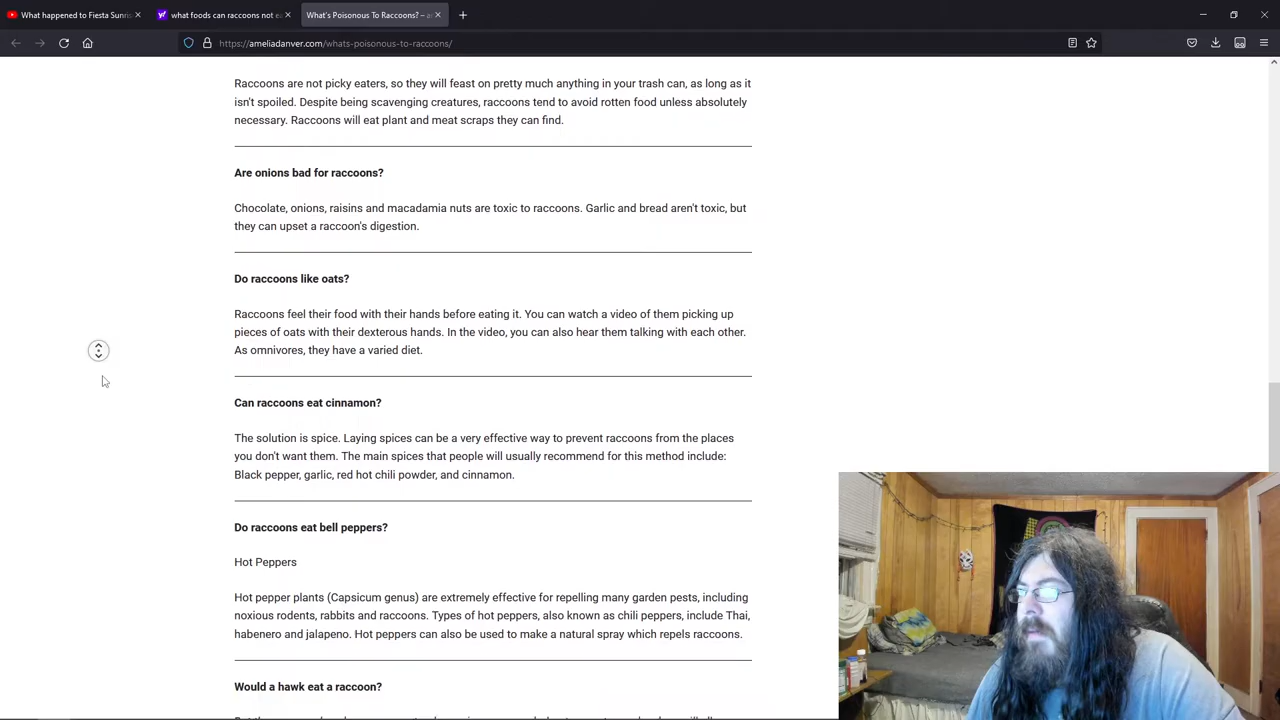 What happened to Fiesta Sunris
what foods can raccoons not ea
What's Poisonous To Raccoons? – a
https://ameliadanver.com/whats-poisonous-to-raccoons/
Raccoons are not picky eaters, so they will feast on pretty much anything in your trash can, as long as it
isn't spoiled. Despite being scavenging creatures, raccoons tend to avoid rotten food unless absolutely
necessary. Raccoons will eat plant and meat scraps they can find.
Are onions bad for raccoons?
Chocolate, onions, raisins and macadamia nuts are toxic to raccoons. Garlic and bread aren't toxic, but
they can upset a raccoon's digestion.
Do raccoons like oats?
Raccoons feel their food with their hands before eating it. You can watch a video of them picking up
pieces of oats with their dexterous hands. In the video, you can also hear them talking with each other.
As omnivores, they have a varied diet.
Can raccoons eat cinnamon?
The solution is spice. Laying spices can be a very effective way to prevent raccoons from the places
you don't want them. The main spices that people will usually recommend for this method include:
Black pepper, garlic, red hot chili powder, and cinnamon.
Do raccoons eat bell peppers?
Hot Peppers
Hot pepper plants (Capsicum genus) are extremely effective for repelling many garden pests, including
noxious rodents, rabbits and raccoons. Types of hot peppers, also known as chili peppers, include Thai,
habenero and jalapeno. Hot peppers can also be used to make a natural spray which repels raccoons.
Would a hawk eat a raccoon?